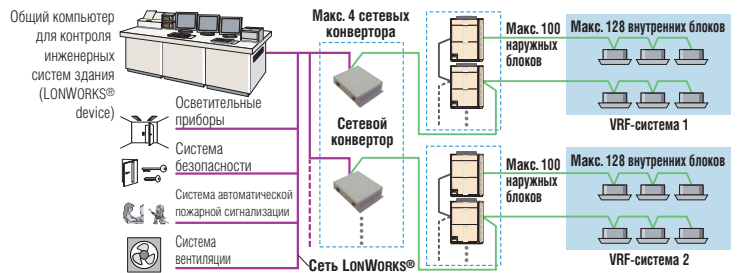 Общий компьютер
для контроля
инженерных
систем здания
(LONWORKS®
device)
Осветительные
приборы
Система
безопасности
Система автоматической
пожарной сигнализации
Система
вентиляции
Сеть LONWORKS®
Макс. 4 сетевых
конвертора
Сетевой
конвертор
Макс. 100
наружных
блоков
Макс. 128 внутренних блоков
VRF-система 1
Макс. 100
наружных
блоков
Макс. 128 внутренних блоков
VRF-система 2